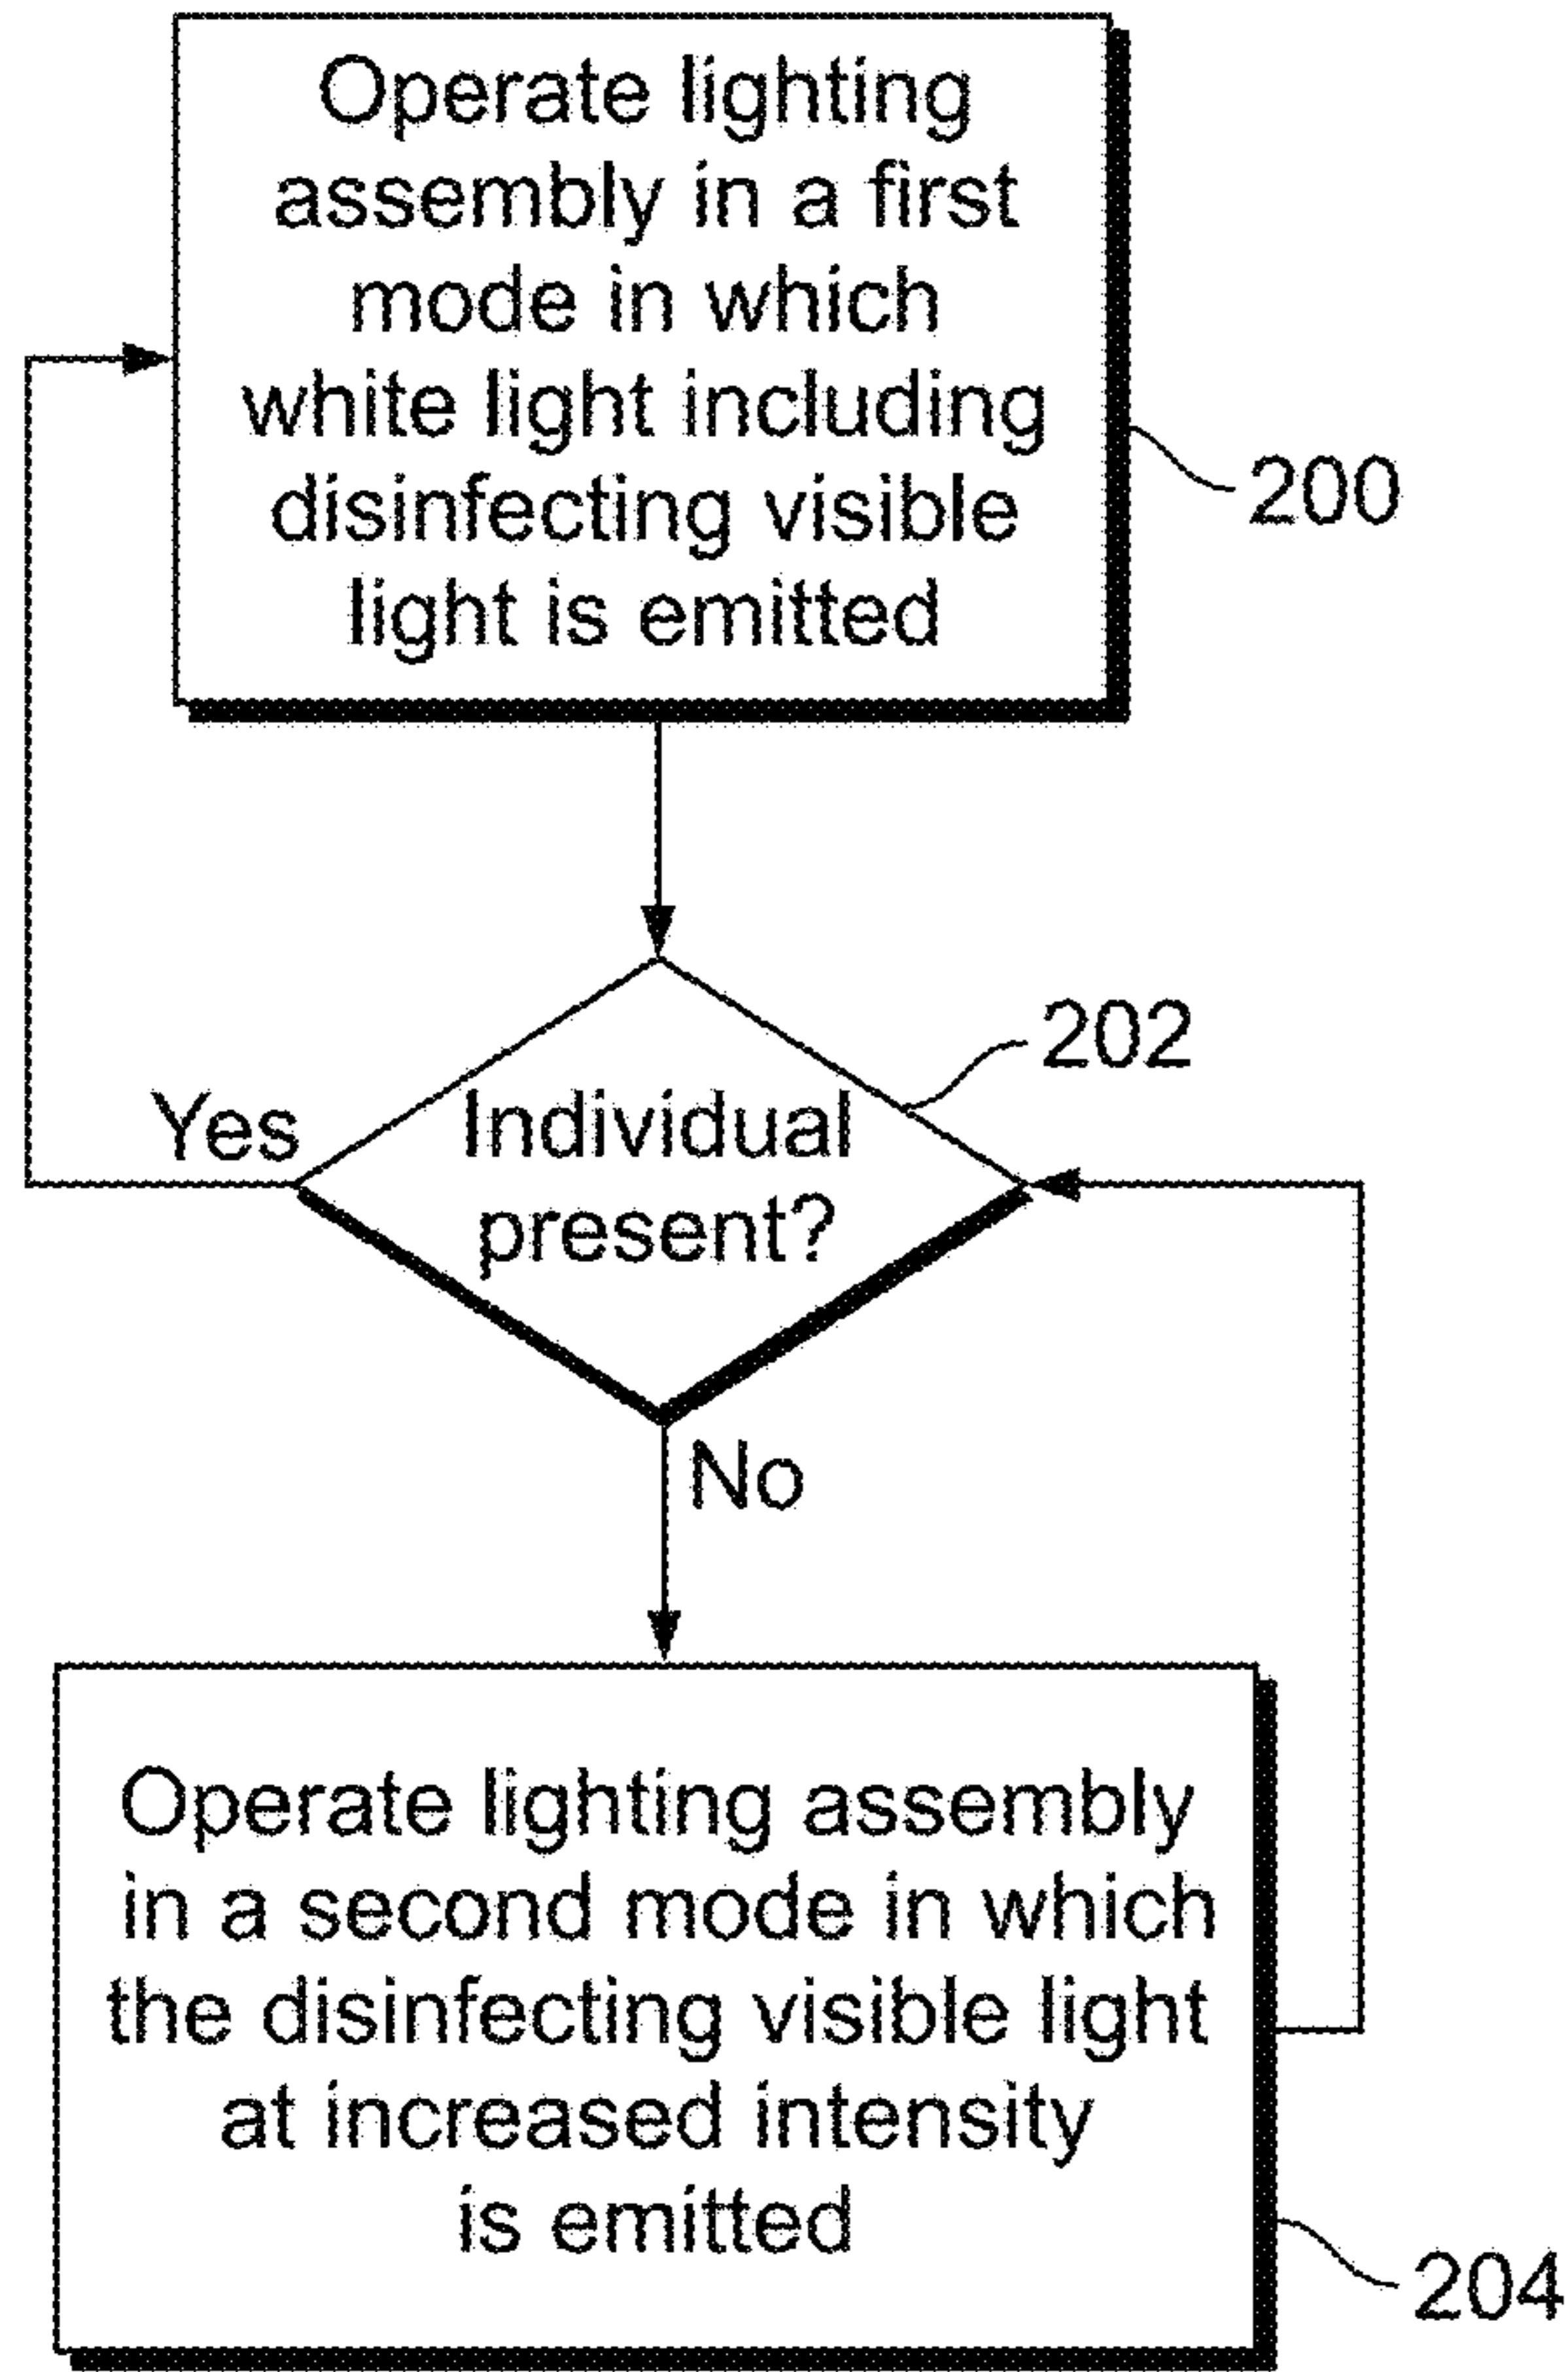 Operate lighting
assembly in a first
mode in which
white light including
disinfecting visible
light is emitted
200
202
Yes
Individual
present?
No
Operate lighting assembly
in a second mode in which
the disinfecting visible light
at increased intensity
is emitted
204